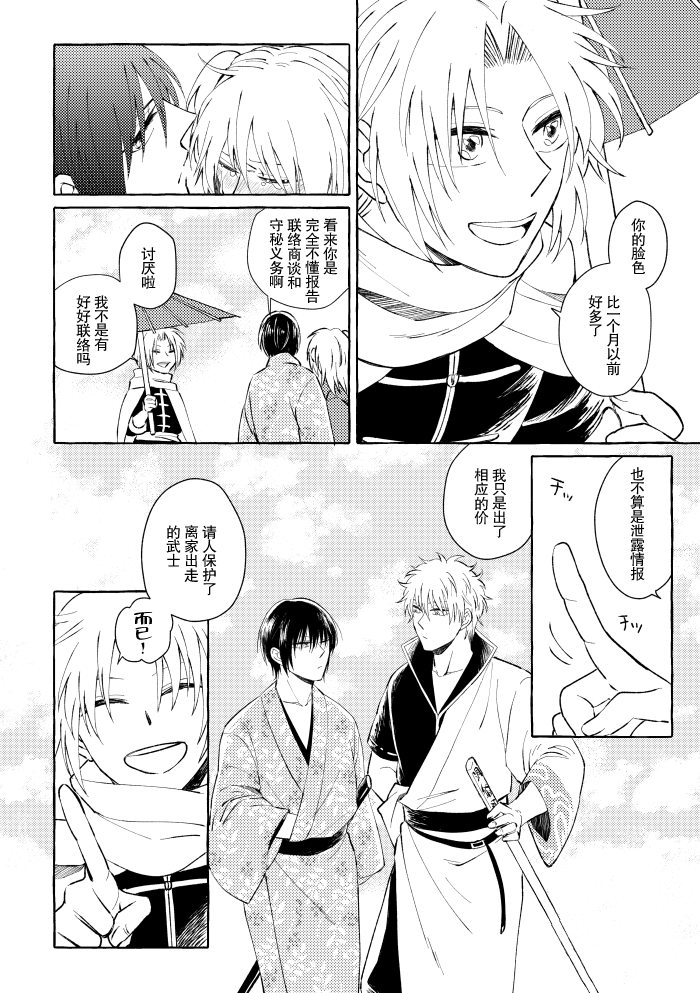 你的脸色
比一个月以前
好多了
看来你是
完全不懂报告
联络商谈和
守秘义务啊
讨厌啦
我不是有
好好联络吗
也不算是
泄露情报
チッ
チッ
我只是出了
相应的价
请人保护了
离家出走
的武士
而已!